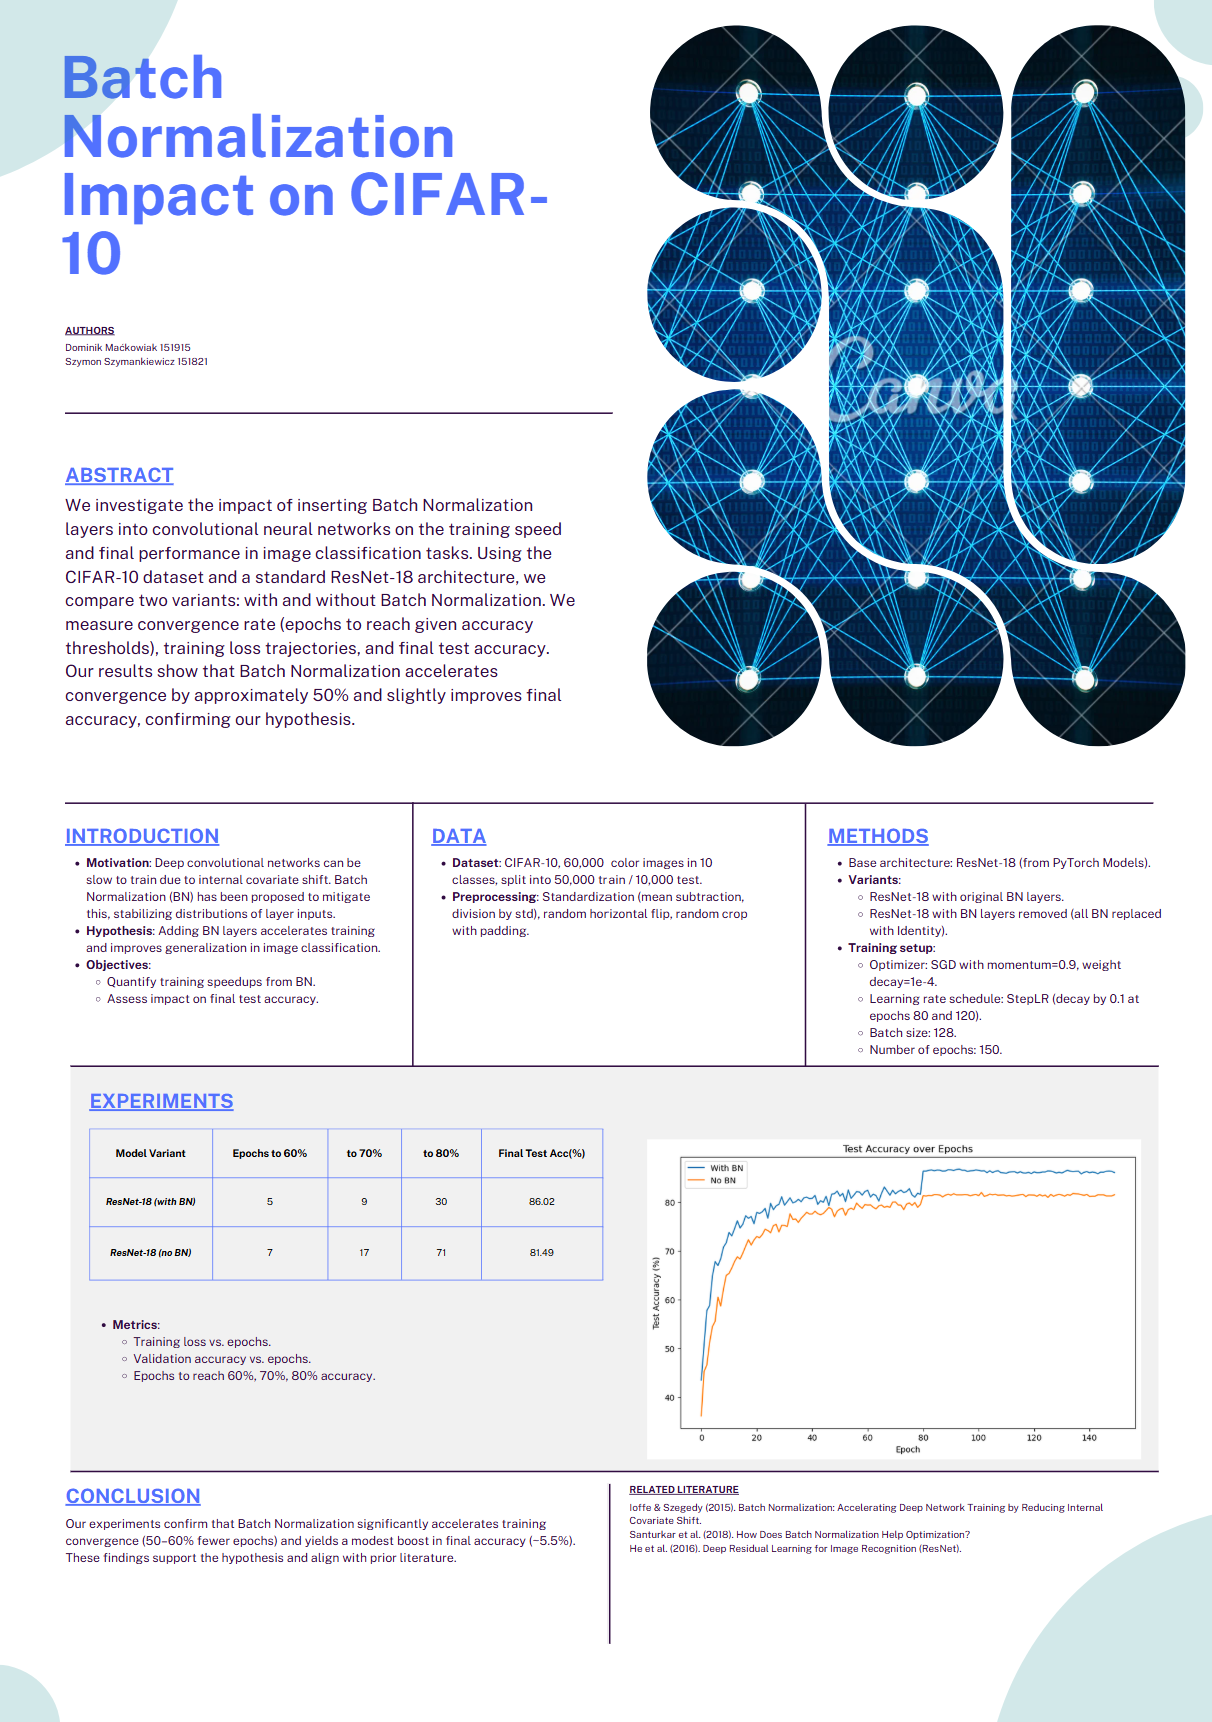 Batch
Normalization
Impact on CIFAR-
10
AUTHORS
Dominik Maćkowiak 151915
Szymon Szymankiewicz 151821
Canva
ABSTRACT
We investigate the impact of inserting Batch Normalization
layers into convolutional neural networks on the training speed
and final performance in image classification tasks. Using the
CIFAR-10 dataset and a standard ResNet-18 architecture, we
compare two variants: with and without Batch Normalization. We
measure convergence rate (epochs to reach given accuracy
thresholds), training loss trajectories, and final test accuracy.
Our results show that Batch Normalization accelerates
convergence by approximately 50% and slightly improves final
accuracy, confirming our hypothesis.
INTRODUCTION
• Motivation: Deep convolutional networks can be
slow to train due to internal covariate shift. Batch
Normalization (BN) has been proposed to mitigate
this, stabilizing distributions of layer inputs.
• Hypothesis: Adding BN layers accelerates training
and improves generalization in image classification.
• Objectives:
◦ Quantify training speedups from BN.
◦ Assess impact on final test accuracy.
DATA
• Dataset: CIFAR-10, 60,000 color images in 10
classes, split into 50,000 train / 10,000 test.
• Preprocessing: Standardization (mean subtraction,
division by std), random horizontal flip, random crop
with padding.
METHODS
• Base architecture: ResNet-18 (from PyTorch Models).
• Variants:
◦ ResNet-18 with original BN layers.
◦ ResNet-18 with BN layers removed (all BN replaced
with Identity).
• Training setup:
◦ Optimizer: SGD with momentum=0.9, weight
decay=1e-4.
◦ Learning rate schedule: StepLR (decay by 0.1 at
epochs 80 and 120).
◦ Batch size: 128.
◦ Number of epochs: 150.
EXPERIMENTS
Model Variant Epochs to 60% to 70% to 80% Final Test Acc(%)
ResNet-18 (with BN) 5 9 30 86.02
ResNet-18 (no BN) 7 17 71 81.49
• Metrics:
◦ Training loss vs. epochs.
◦ Validation accuracy vs. epochs.
◦ Epochs to reach 60%, 70%, 80% accuracy.
Test Accuracy over Epochs
With BN
No BN
Test Accuracy (%)
80
70
60
50
40
0 20 40 60 80 100 120 140
Epoch
CONCLUSION
Our experiments confirm that Batch Normalization significantly accelerates training
convergence (50–60% fewer epochs) and yields a modest boost in final accuracy (~5.5%).
These findings support the hypothesis and align with prior literature.
RELATED LITERATURE
Ioffe & Szegedy (2015). Batch Normalization: Accelerating Deep Network Training by Reducing Internal
Covariate Shift.
Santurkar et al. (2018). How Does Batch Normalization Help Optimization?
He et al. (2016). Deep Residual Learning for Image Recognition (ResNet).